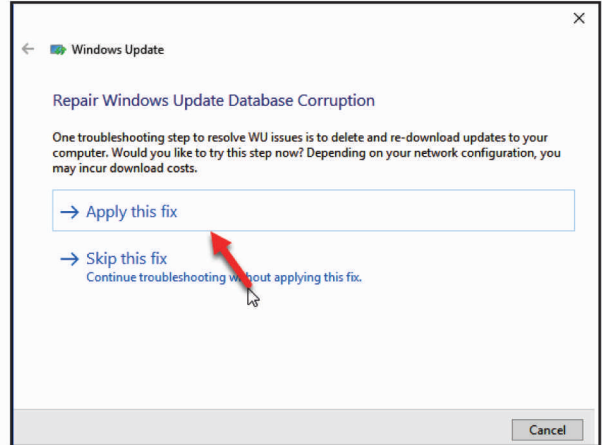 Windows Update
Repair Windows Update Database Corruption
One troubleshooting step to resolve WU issues is to delete and re-download updates to your
computer. Would you like to try this step now? Depending on your network configuration, you
may incur download costs.
Apply this fix
Skip this fix
Continue troubleshooting without applying this fix.
Cancel